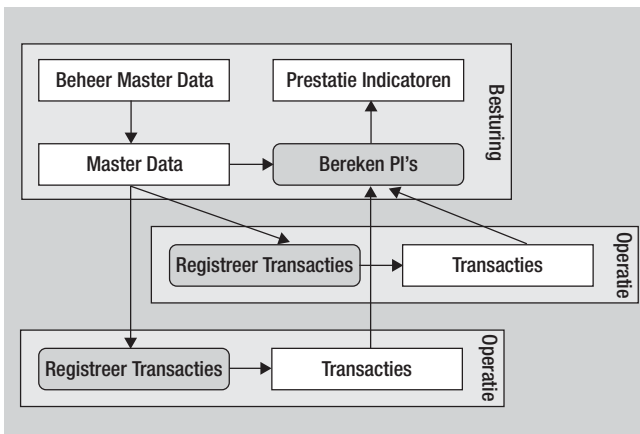 Beheer Master Data
Prestatie Indicatoren
Besturing
Master Data
Bereken PI's
Operatie
Registreer Transacties
Transacties
Operatie
Registreer Transacties
Transacties